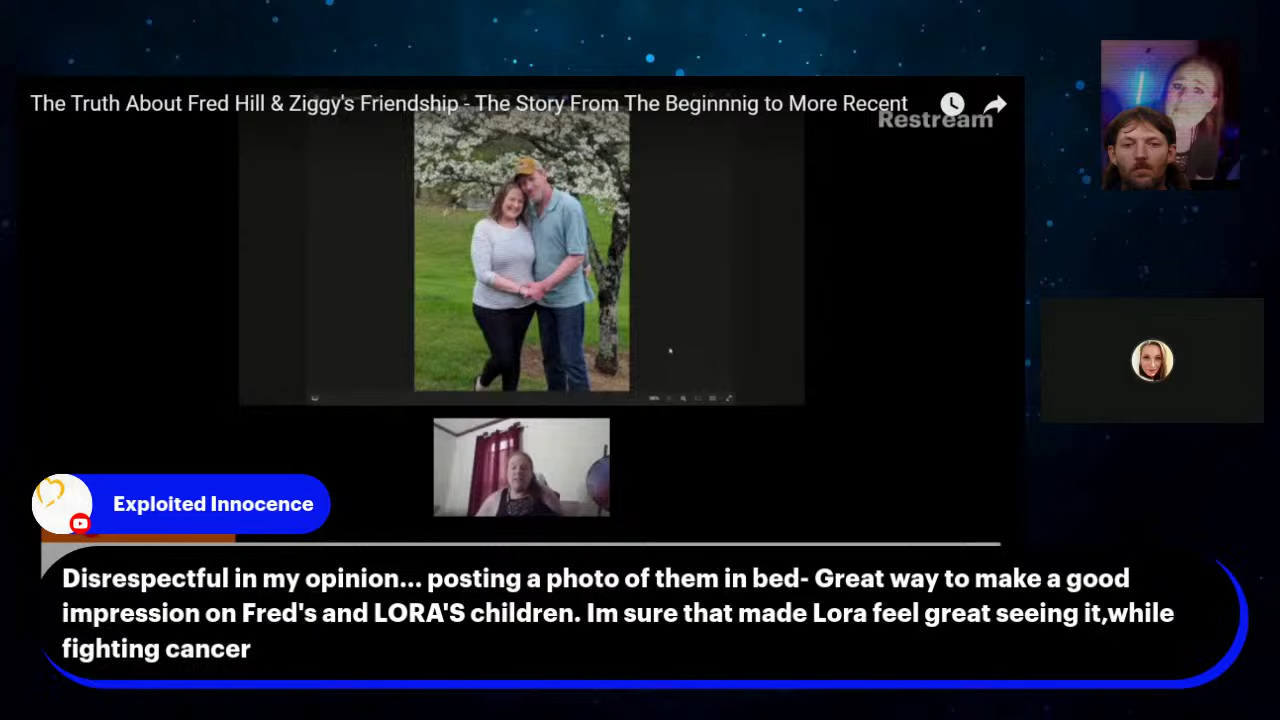 The Truth About Fred Hill & Ziggy's Friendship - The Story From The Beginnnig to More Recent
Restream
Exploited Innocence
Disrespectful in my opinion... posting a photo of them in bed- Great way to make a good
impression on Fred's and LORA'S children. Im sure that made Lora feel great seeing it,while
fighting cancer